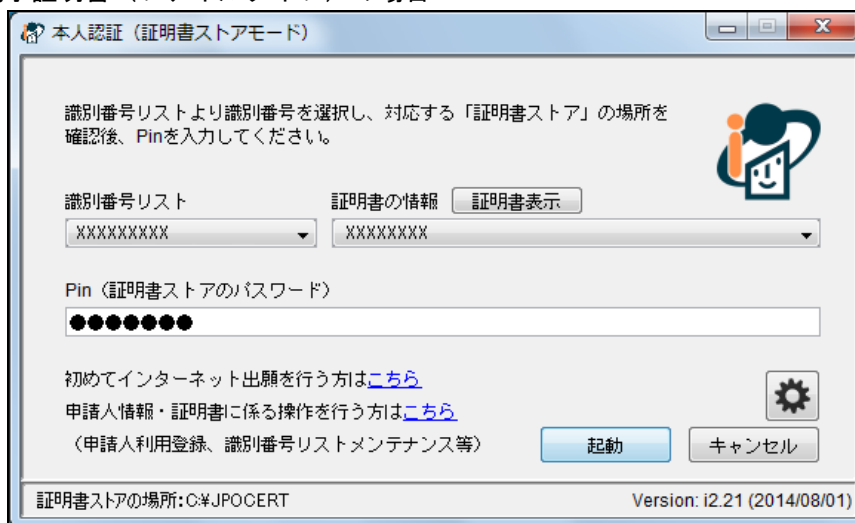 本人認証（証明書ストアモード）
識別番号リストより識別番号を選択し、対応する「証明書ストア」の場所を
確認後、Pinを入力してください。
識別番号リスト
証明書の情報 証明書表示
XXXXXXXXX
XXXXXXXX
Pin（証明書ストアのパスワード）
●●●●●●●
初めてインターネット出願を行う方はこちら
申請人情報・証明書に係る操作を行う方はこちら
（申請人利用登録、識別番号リストメンテナンス等）
起動 キャンセル
証明書ストアの場所:C:¥JPOCERT
Version: i2.21 (2014/08/01)